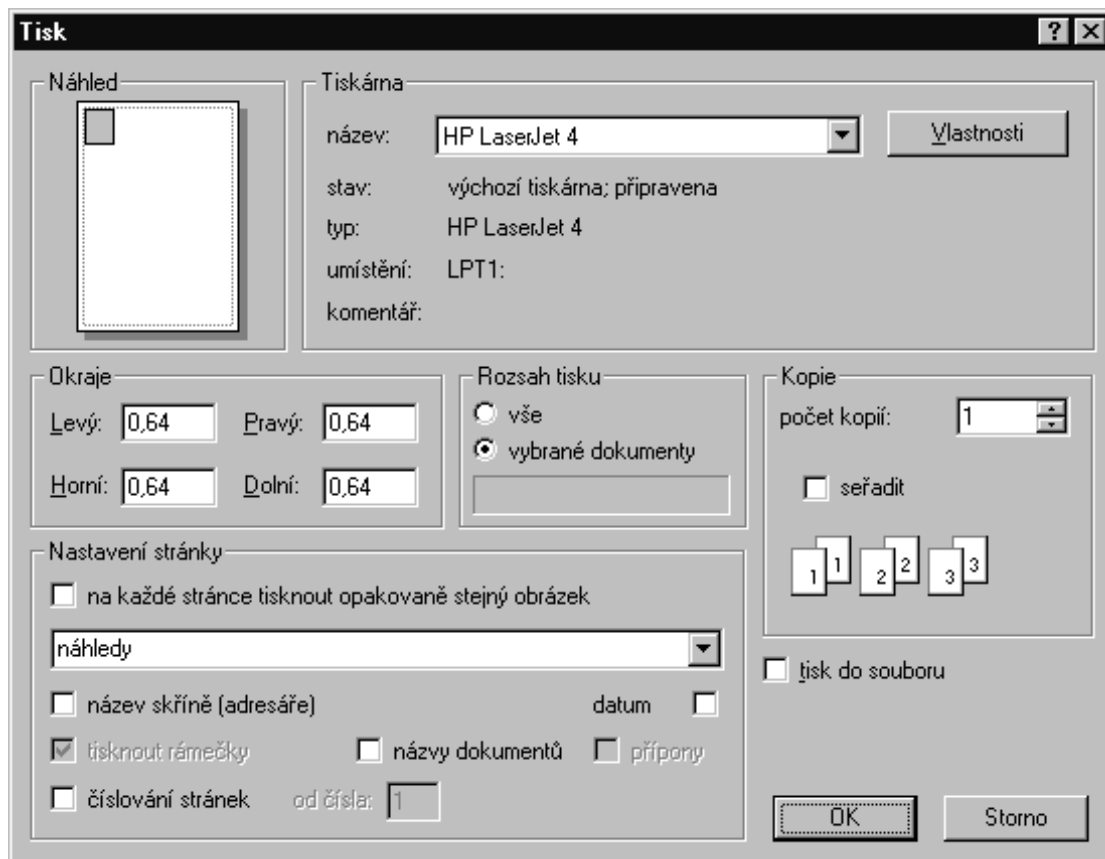 Tisk
Náhled
Tiskárna
název: HP LaserJet 4 Vlastnosti
stav: výchozí tiskárna; připravena
typ: HP LaserJet 4
umístění: LPT1:
komentář:
Okraje
Levý: 0,64 Pravý: 0,64
Horní: 0,64 Dolní: 0,64
Rozsah tisku
vše
vybrané dokumenty
Kopie
počet kopií: 1
seřadit
1 1 2 2 3 3
Nastavení stránky
na každé stránce tisknout opakovaně stejný obrázek
náhledy
název skříně (adresáře) datum
tisknout rámečky názvy dokumentů přípony
číslování stránek od čísla: 1
tisk do souboru
OK Storno